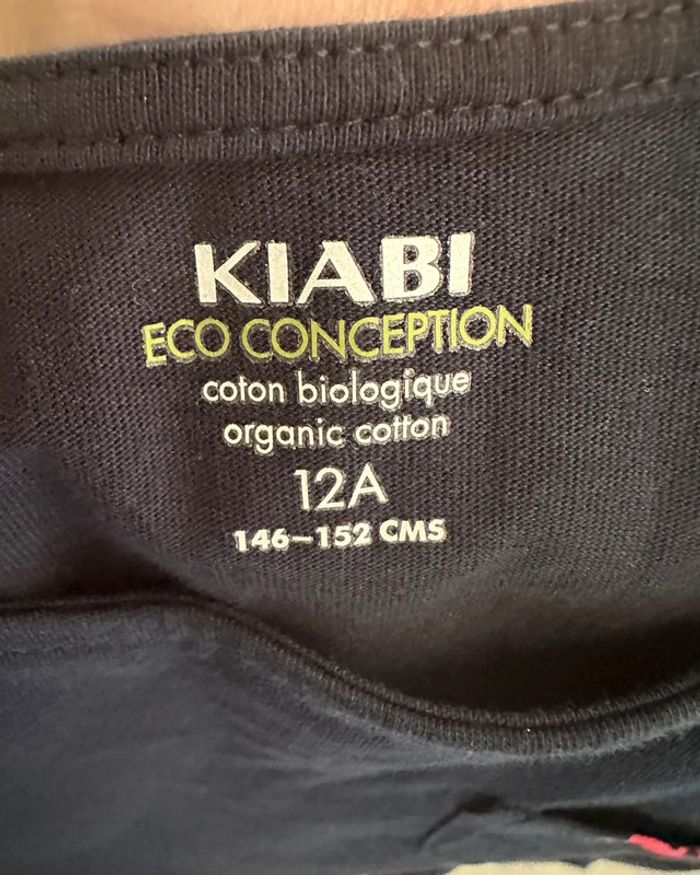 KIABI
ECO CONCEPTION
coton biologique
organic cotton
12A
146–152 CMS